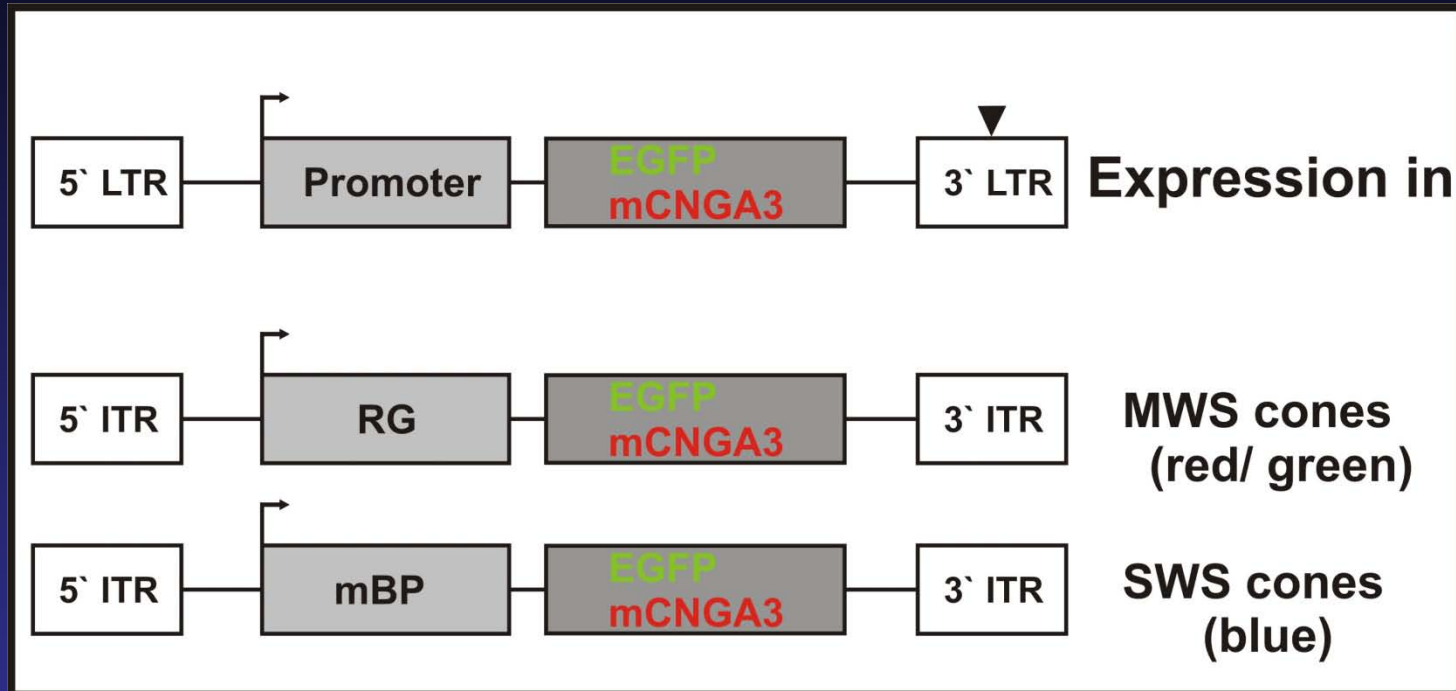 5` LTR Promoter EGFP mCNGA3 3` LTR Expression in
5` ITR RG EGFP mCNGA3 3` ITR MWS cones
(red/ green)
5` ITR mBP EGFP mCNGA3 3` ITR SWS cones
(blue)